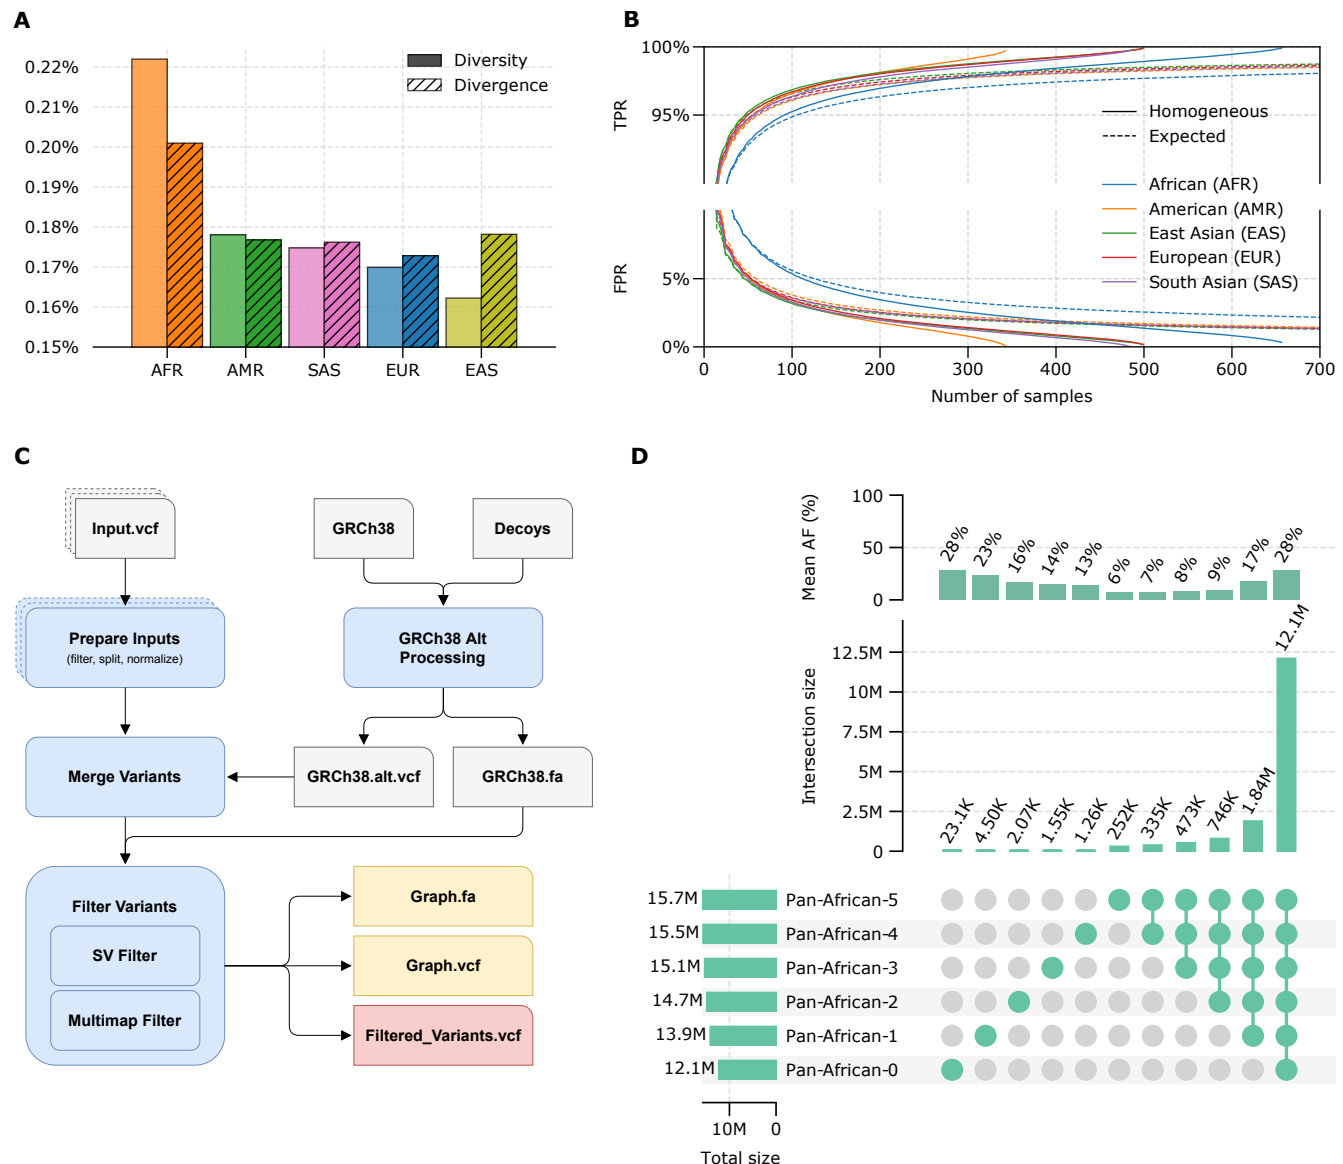 A
0.22%
0.21%
0.20%
0.19%
0.18%
0.17%
0.16%
0.15%
Diversity
Divergence
AFR
AMR
SAS
EUR
EAS
B
100%
95%
TPR
Homogeneous
Expected
African (AFR)
American (AMR)
East Asian (EAS)
European (EUR)
South Asian (SAS)
FPR
5%
0%
0
100
200
300
400
500
600
700
Number of samples
C
Input.vcf
GRCh38
Decoys
Prepare Inputs
(filter, split, normalize)
GRCh38 Alt
Processing
Merge Variants
GRCh38.alt.vcf
GRCh38.fa
Filter Variants
SV Filter
Multimap Filter
Graph.fa
Graph.vcf
Filtered_Variants.vcf
D
Mean AF (%)
100
50
0
28%
23%
16%
14%
13%
6%
7%
8%
9%
17%
28%
Intersection size
12.5M
10M
7.5M
5M
2.5M
0
23.1K
4.50K
2.07K
1.55K
1.26K
252K
335K
473K
746K
1.84M
12.1M
15.7M Pan-African-5
15.5M Pan-African-4
15.1M Pan-African-3
14.7M Pan-African-2
13.9M Pan-African-1
12.1M Pan-African-0
10M 0
Total size